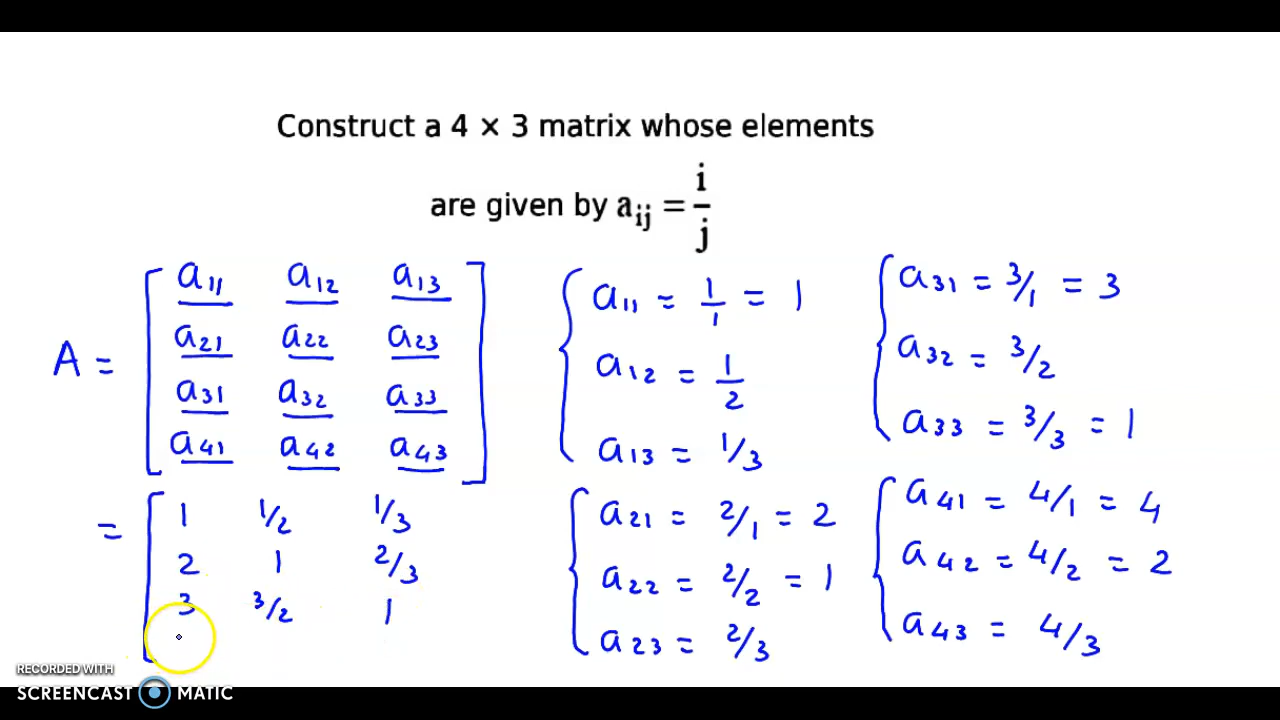 Construct a 4 × 3 matrix whose elements
are given by aij = i/j
A = [ a11 a12 a13
a21 a22 a23
a31 a32 a33
a41 a42 a43 ]
= [ 1 1/2 1/3
2 1 2/3
3 3/2 1
{ a11 = 1/1 = 1
a12 = 1/2
a13 = 1/3
{ a21 = 2/1 = 2
a22 = 2/2 = 1
a23 = 2/3
{ a31 = 3/1 = 3
a32 = 3/2
a33 = 3/3 = 1
{ a41 = 4/1 = 4
a42 = 4/2 = 2
a43 = 4/3
RECORDED WITH
SCREENCAST MATIC